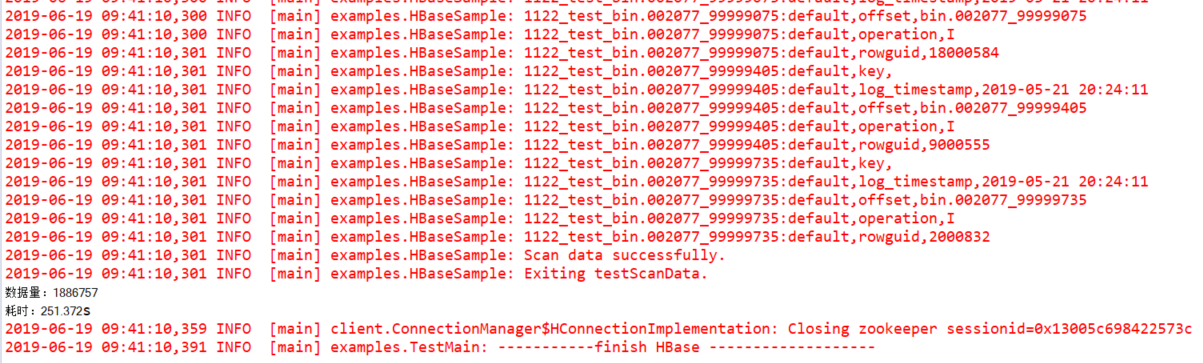 2019-06-19 09:41:10,300 INFO [main] examples.HBaseSample: 1122_test_bin.002077_99999075:default,log_timestamp,2019-05-21 20:24:11
2019-06-19 09:41:10,300 INFO [main] examples.HBaseSample: 1122_test_bin.002077_99999075:default,offset,bin.002077_99999075
2019-06-19 09:41:10,300 INFO [main] examples.HBaseSample: 1122_test_bin.002077_99999075:default,operation,I
2019-06-19 09:41:10,301 INFO [main] examples.HBaseSample: 1122_test_bin.002077_99999075:default,rowguid,18000584
2019-06-19 09:41:10,301 INFO [main] examples.HBaseSample: 1122_test_bin.002077_99999405:default,key,
2019-06-19 09:41:10,301 INFO [main] examples.HBaseSample: 1122_test_bin.002077_99999405:default,log_timestamp,2019-05-21 20:24:11
2019-06-19 09:41:10,301 INFO [main] examples.HBaseSample: 1122_test_bin.002077_99999405:default,offset,bin.002077_99999405
2019-06-19 09:41:10,301 INFO [main] examples.HBaseSample: 1122_test_bin.002077_99999405:default,operation,I
2019-06-19 09:41:10,301 INFO [main] examples.HBaseSample: 1122_test_bin.002077_99999405:default,rowguid,9000555
2019-06-19 09:41:10,301 INFO [main] examples.HBaseSample: 1122_test_bin.002077_99999735:default,key,
2019-06-19 09:41:10,301 INFO [main] examples.HBaseSample: 1122_test_bin.002077_99999735:default,log_timestamp,2019-05-21 20:24:11
2019-06-19 09:41:10,301 INFO [main] examples.HBaseSample: 1122_test_bin.002077_99999735:default,offset,bin.002077_99999735
2019-06-19 09:41:10,301 INFO [main] examples.HBaseSample: 1122_test_bin.002077_99999735:default,operation,I
2019-06-19 09:41:10,301 INFO [main] examples.HBaseSample: 1122_test_bin.002077_99999735:default,rowguid,2000832
2019-06-19 09:41:10,301 INFO [main] examples.HBaseSample: Scan data successfully.
2019-06-19 09:41:10,301 INFO [main] examples.HBaseSample: Exiting testScanData.
数据量：1886757
耗时：251.372s
2019-06-19 09:41:10,359 INFO [main] client.ConnectionManager$HConnectionImplementation: Closing zookeeper sessionid=0x13005c698422573c
2019-06-19 09:41:10,391 INFO [main] examples.TestMain: -----------finish HBase -------------------